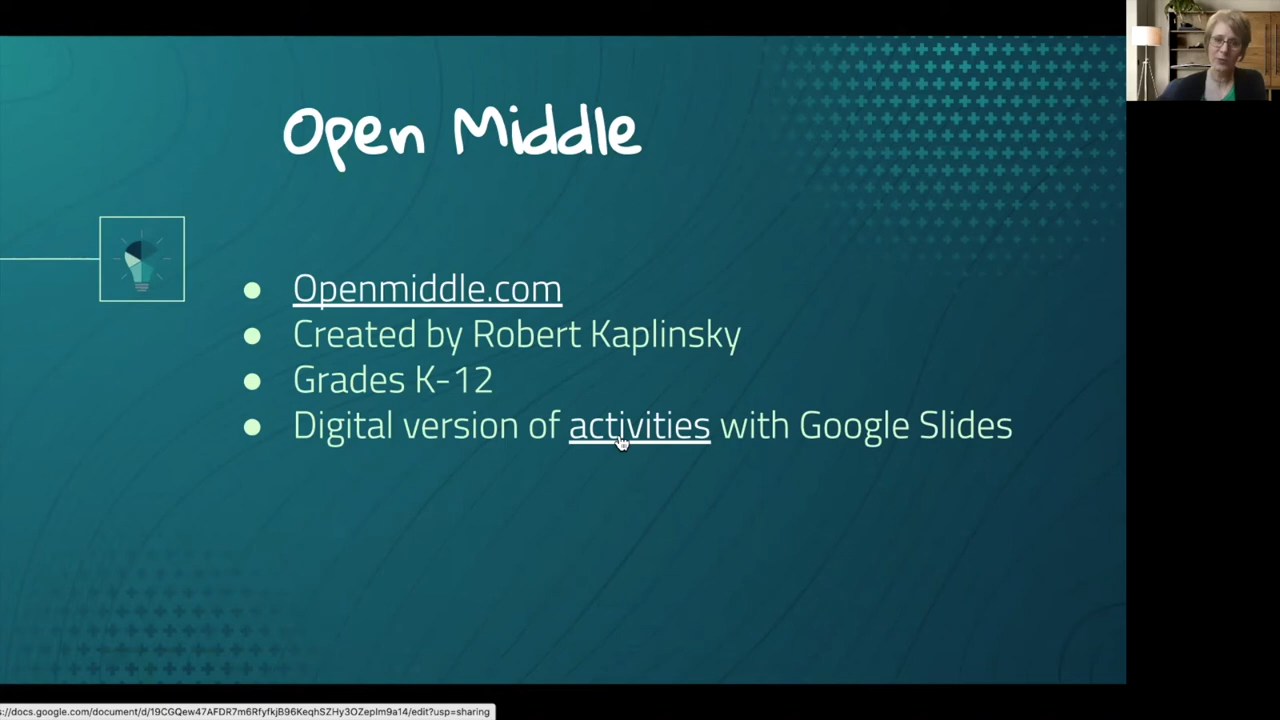 Open Middle
● Openmiddle.com
● Created by Robert Kaplinsky
● Grades K-12
● Digital version of activities with Google Slides
s://docs.google.com/document/d/19CGQew47AFDR7m6RfyfkjB96KeqhSZHy3OZepIm9a14/edit?usp=sharing